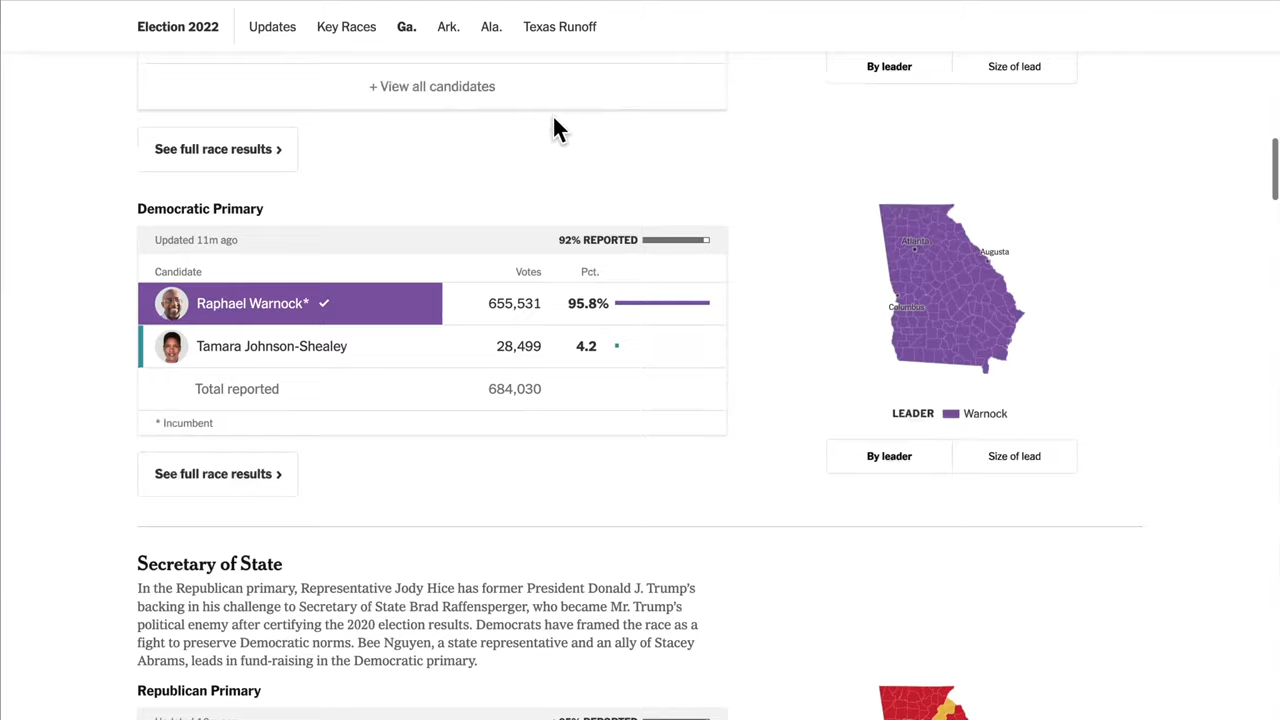 Election 2022
Updates
Key Races
Ga.
Ark.
Ala.
Texas Runoff
By leader
Size of lead
+ View all candidates
See full race results ›
Democratic Primary
Updated 11m ago
92% REPORTED
Candidate
Votes
Pct.
Raphael Warnock* ✓
655,531
95.8%
Tamara Johnson-Shealey
28,499
4.2
Total reported
684,030
* Incumbent
Atlanta
Augusta
Columbus
LEADER
Warnock
By leader
Size of lead
See full race results ›
Secretary of State
In the Republican primary, Representative Jody Hice has former President Donald J. Trump’s
backing in his challenge to Secretary of State Brad Raffensperger, who became Mr. Trump’s
political enemy after certifying the 2020 election results. Democrats have framed the race as a
fight to preserve Democratic norms. Bee Nguyen, a state representative and an ally of Stacey
Abrams, leads in fund-raising in the Democratic primary.
Republican Primary